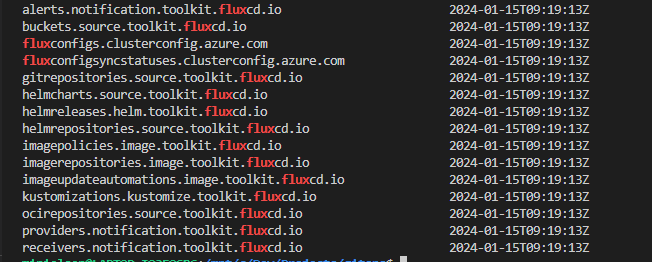 alerts.notification.toolkit.fluxcd.io 2024-01-15T09:19:13Z
buckets.source.toolkit.fluxcd.io 2024-01-15T09:19:13Z
fluxconfigs.clusterconfig.azure.com 2024-01-15T09:19:13Z
fluxconfigsyncstatuses.clusterconfig.azure.com 2024-01-15T09:19:13Z
gitrepositories.source.toolkit.fluxcd.io 2024-01-15T09:19:13Z
helmcharts.source.toolkit.fluxcd.io 2024-01-15T09:19:13Z
helmreleases.helm.toolkit.fluxcd.io 2024-01-15T09:19:13Z
helmrepositories.source.toolkit.fluxcd.io 2024-01-15T09:19:13Z
imagepolicies.image.toolkit.fluxcd.io 2024-01-15T09:19:13Z
imagerepositories.image.toolkit.fluxcd.io 2024-01-15T09:19:13Z
imageupdateautomations.image.toolkit.fluxcd.io 2024-01-15T09:19:13Z
kustomizations.kustomize.toolkit.fluxcd.io 2024-01-15T09:19:13Z
ocirepositories.source.toolkit.fluxcd.io 2024-01-15T09:19:13Z
providers.notification.toolkit.fluxcd.io 2024-01-15T09:19:13Z
receivers.notification.toolkit.fluxcd.io 2024-01-15T09:19:13Z